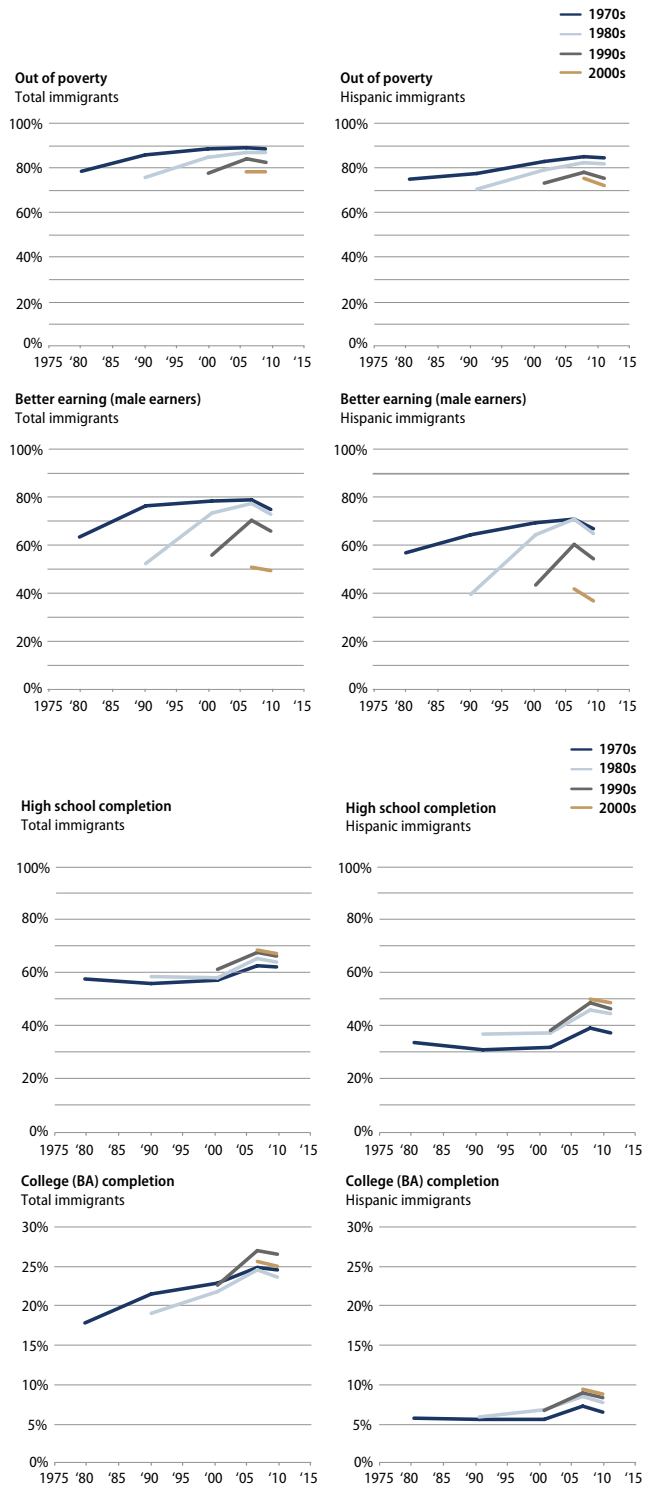 1970s
1980s
1990s
2000s
Out of poverty
Total immigrants
100%
80%
60%
40%
20%
0%
1975 ‘80 ‘85 ‘90 ‘95 ‘00 ‘05 ‘10 ‘15
Out of poverty
Hispanic immigrants
100%
80%
60%
40%
20%
0%
1975 ‘80 ‘85 ‘90 ‘95 ‘00 ‘05 ‘10 ‘15
Better earning (male earners)
Total immigrants
100%
80%
60%
40%
20%
0%
1975 ‘80 ‘85 ‘90 ‘95 ‘00 ‘05 ‘10 ‘15
Better earning (male earners)
Hispanic immigrants
100%
80%
60%
40%
20%
0%
1975 ‘80 ‘85 ‘90 ‘95 ‘00 ‘05 ‘10 ‘15
1970s
1980s
1990s
2000s
High school completion
Total immigrants
100%
80%
60%
40%
20%
0%
1975 ‘80 ‘85 ‘90 ‘95 ‘00 ‘05 ‘10 ‘15
High school completion
Hispanic immigrants
100%
80%
60%
40%
20%
0%
1975 ‘80 ‘85 ‘90 ‘95 ‘00 ‘05 ‘10 ‘15
College (BA) completion
Total immigrants
30%
25%
20%
15%
10%
5%
0%
1975 ‘80 ‘85 ‘90 ‘95 ‘00 ‘05 ‘10 ‘15
College (BA) completion
Hispanic immigrants
30%
25%
20%
15%
10%
5%
0%
1975 ‘80 ‘85 ‘90 ‘95 ‘00 ‘05 ‘10 ‘15